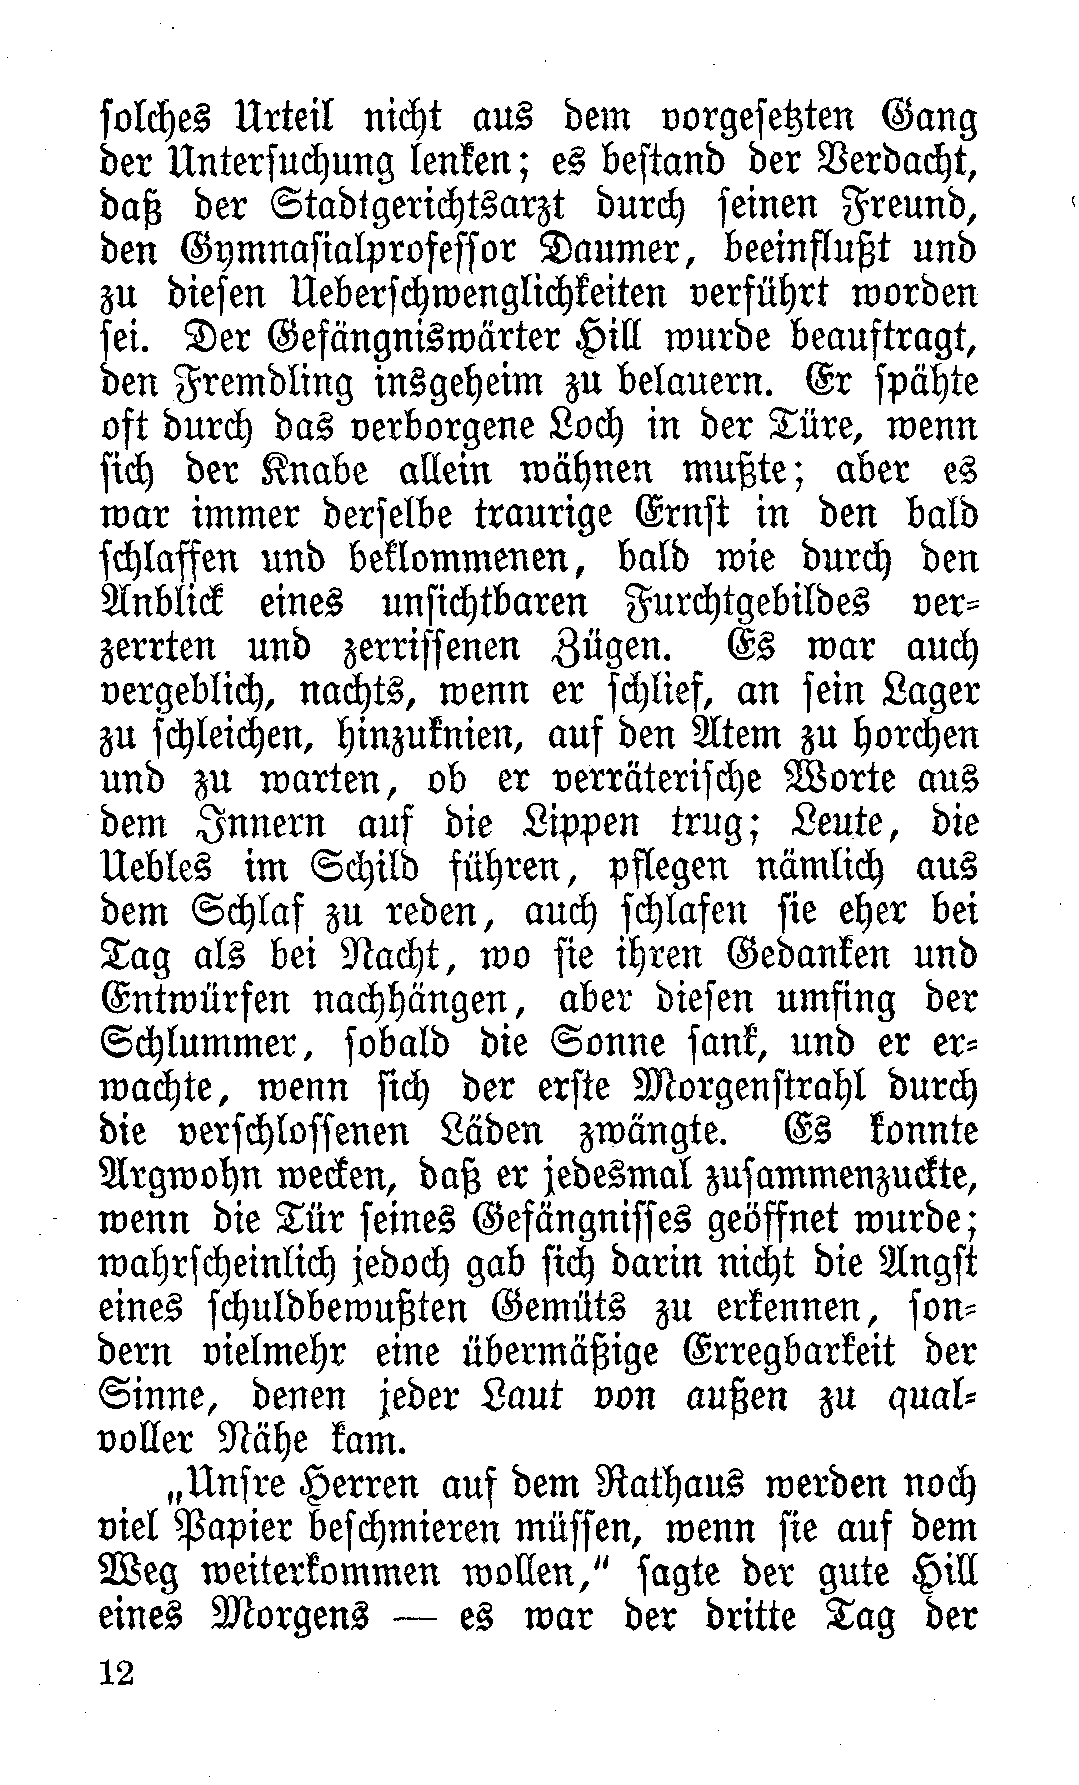 solches Urteil nicht aus dem vorgesetzten Gang
der Untersuchung lenken; es bestand der Verdacht,
daß der Stadtgerichtsarzt durch seinen Freund,
den Gymnasialprofessor Daumer, beeinflußt und
zu diesen Ueberschwenglichkeiten verführt worden
sei. Der Gefängniswärter Hill wurde beauftragt,
den Fremdling insgeheim zu belauern. Er spähte
oft durch das verborgene Loch in der Türe, wenn
sich der Knabe allein wähnen mußte; aber es
war immer derselbe traurige Ernst in den bald
schlaffen und beklommenen, bald wie durch den
Anblick eines unsichtbaren Furchtgebildes ver-
zerrten und zerrissenen Zügen. Es war auch
vergeblich, nachts, wenn er schlief, an sein Lager
zu schleichen, hinzuknien, auf den Atem zu horchen
und zu warten, ob er verräterische Worte aus
dem Innern auf die Lippen trug; Leute, die
Uebles im Schild führen, pflegen nämlich aus
dem Schlaf zu reden, auch schlafen sie eher bei
Tag als bei Nacht, wo sie ihren Gedanken und
Entwürfen nachhängen, aber diesen umfing der
Schlummer, sobald die Sonne sank, und er er-
wachte, wenn sich der erste Morgenstrahl durch
die verschlossenen Läden zwängte. Es konnte
Argwohn wecken, daß er jedesmal zusammenzuckte,
wenn die Tür seines Gefängnisses geöffnet wurde;
wahrscheinlich jedoch gab sich darin nicht die Angst
eines schuldbewußten Gemüts zu erkennen, son-
dern vielmehr eine übermäßige Erregbarkeit der
Sinne, denen jeder Laut von außen zu qual-
voller Nähe kam.
„Unsre Herren auf dem Rathaus werden noch
viel Papier beschmieren müssen, wenn sie auf dem
Weg weiterkommen wollen,“ sagte der gute Hill
eines Morgens — es war der dritte Tag der
12